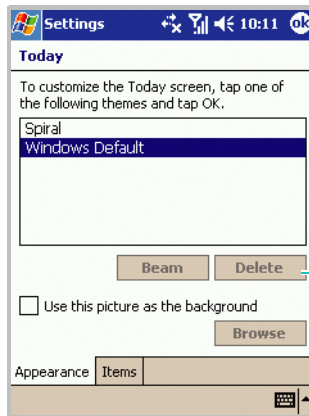 Settings 10:11 ok
Today
To customize the Today screen, tap one of
the following themes and tap OK.
Spiral
Windows Default
Beam Delete
Use this picture as the background
Browse
Appearance Items